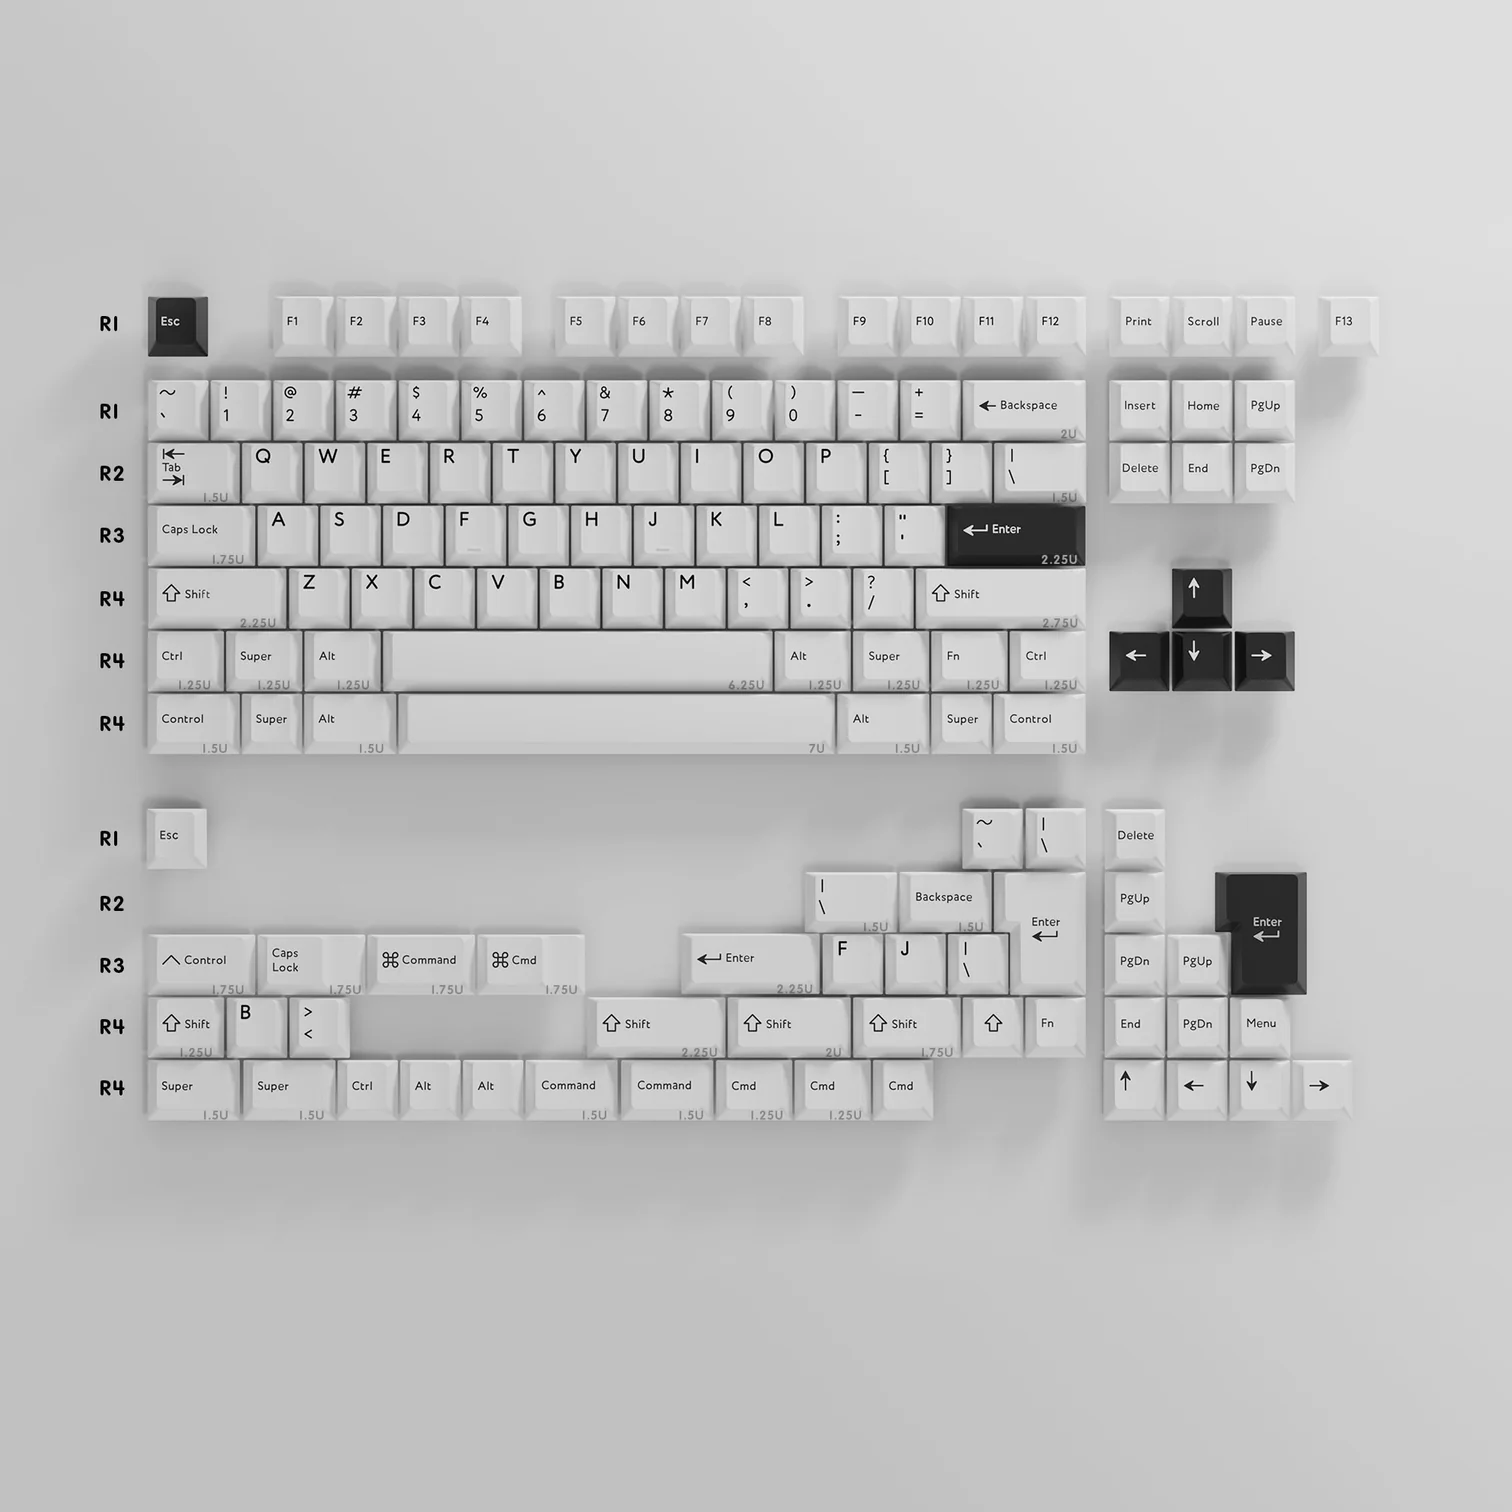 R1 Esc F1 F2 F3 F4 F5 F6 F7 F8 F9 F10 F11 F12 Print Scroll Pause F13
~ ! @ # $ % ^ & * ( ) — +
R1 ` 1 2 3 4 5 6 7 8 9 0 - = ← Backspace 2U Insert Home PgUp
R2 |← Tab →| 1.5U Q W E R T Y U I O P { [ } ] | \ 1.5U Delete End PgDn
R3 Caps Lock 1.75U A S D F G H J K L : ; " ' ↵ Enter 2.25U
R4 ⇧ Shift 2.25U Z X C V B N M < , > . ? / ⇧ Shift 2.75U ↑
R4 Ctrl 1.25U Super 1.25U Alt 1.25U 6.25U Alt 1.25U Super 1.25U Fn 1.25U Ctrl 1.25U ← ↓ →
R4 Control 1.5U Super Alt 1.5U 7U Alt 1.5U Super Control 1.5U
R1 Esc ~ ` | \ Delete
R2 | \ 1.5U Backspace 1.5U Enter ↵ PgUp Enter ↵
R3 ^ Control 1.75U Caps Lock 1.75U ⌘ Command 1.75U ⌘ Cmd 1.75U ↵ Enter 2.25U F J | \ PgDn PgUp
R4 ⇧ Shift 1.25U B > < ⇧ Shift 2.25U ⇧ Shift 2U ⇧ Shift 1.75U ⇧ Fn End PgDn Menu
R4 Super 1.5U Super 1.5U Ctrl Alt Alt Command 1.5U Command 1.5U Cmd 1.25U Cmd 1.25U Cmd ↑ ← ↓ →